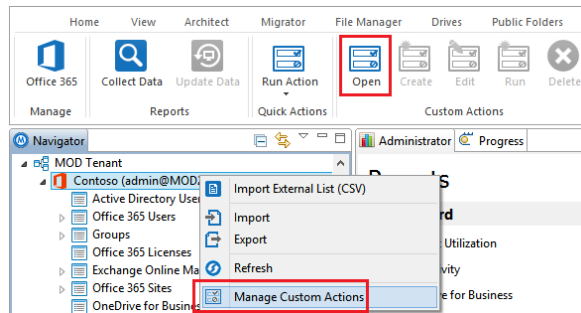 Home View Architect Migrator File Manager Drives Public Folders
Office 365 Collect Data Update Data Run Action Open Create Edit Run Delete
Manage Reports Quick Actions Custom Actions
Navigator Administrator Progress
MOD Tenant
Contoso (admin@MOD
Active Directory Use
Import External List (CSV)
Office 365 Users
Import
Groups
Export
Utilization
Office 365 Licenses
Exchange Online Ma
Refresh
Office 365 Sites
Manage Custom Actions
e for Business
OneDrive for Busines